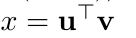 x = u⊤v